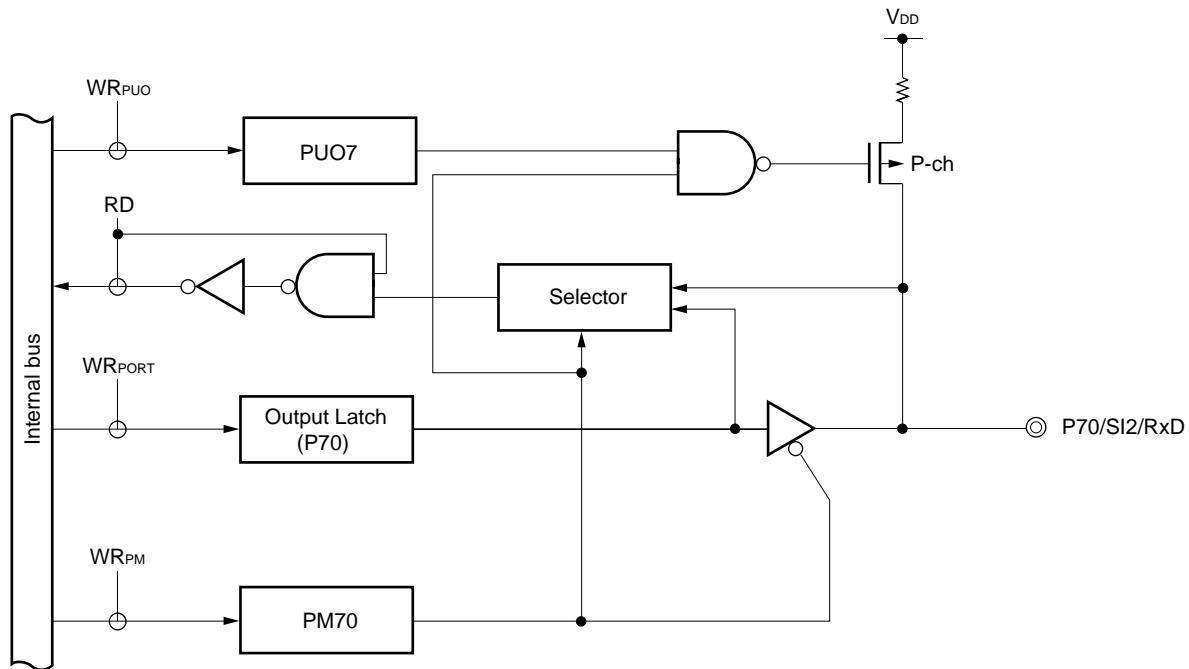 VDD
WRPUO
PUO7
P-ch
RD
Selector
Internal bus
WRPORT
Output Latch
(P70)
P70/SI2/RxD
WRPM
PM70